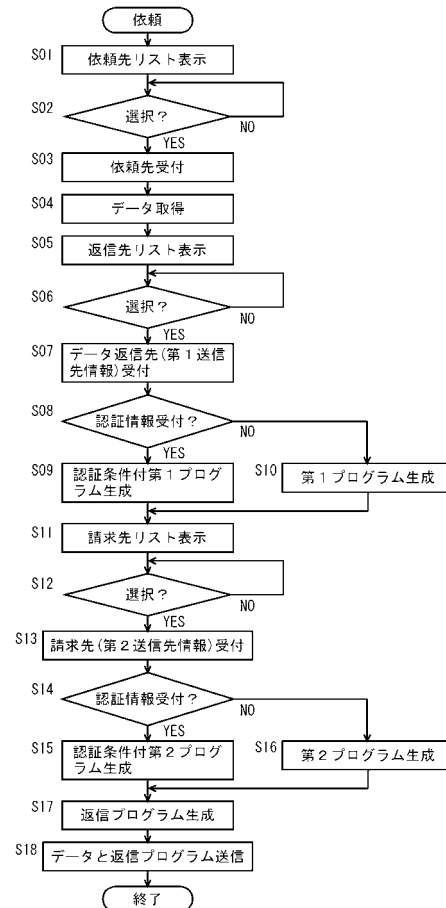 依頼
S01
依頼先リスト表示
S02
選択？
NO
YES
S03
依頼先受付
S04
データ取得
S05
返信先リスト表示
S06
選択？
NO
YES
S07
データ返信先(第１送信
先情報)受付
S08
認証情報受付？
NO
YES
S09
認証条件付第１プログ
ラム生成
S10
第１プログラム生成
S11
請求先リスト表示
S12
選択？
NO
YES
S13
請求先(第２送信先情報)受付
S14
認証情報受付？
NO
YES
S15
認証条件付第２プログ
ラム生成
S16
第２プログラム生成
S17
返信プログラム生成
S18
データと返信プログラム送信
終了